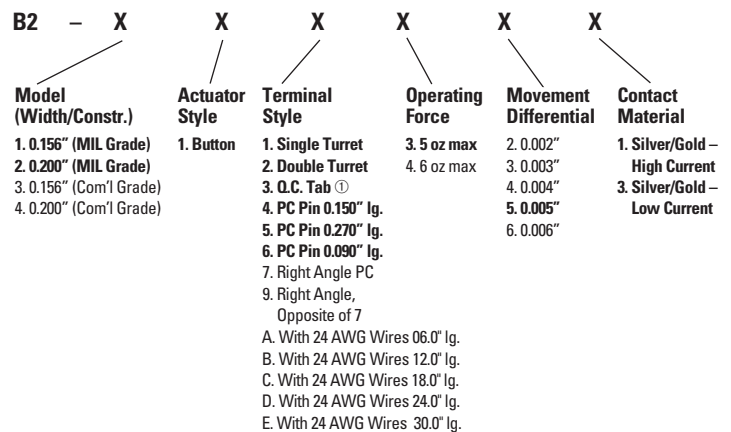 B2 – X X X X X X
Model
(Width/Constr.)
1. 0.156" (MIL Grade)
2. 0.200" (MIL Grade)
3. 0.156" (Com'l Grade)
4. 0.200" (Com'l Grade)
Actuator
Style
1. Button
Terminal
Style
1. Single Turret
2. Double Turret
3. Q.C. Tab ①
4. PC Pin 0.150" lg.
5. PC Pin 0.270" lg.
6. PC Pin 0.090" lg.
7. Right Angle PC
9. Right Angle,
Opposite of 7
A. With 24 AWG Wires 06.0" lg.
B. With 24 AWG Wires 12.0" lg.
C. With 24 AWG Wires 18.0" lg.
D. With 24 AWG Wires 24.0" lg.
E. With 24 AWG Wires 30.0" lg.
Operating
Force
3. 5 oz max
4. 6 oz max
Movement
Differential
2. 0.002"
3. 0.003"
4. 0.004"
5. 0.005"
6. 0.006"
Contact
Material
1. Silver/Gold –
High Current
3. Silver/Gold –
Low Current